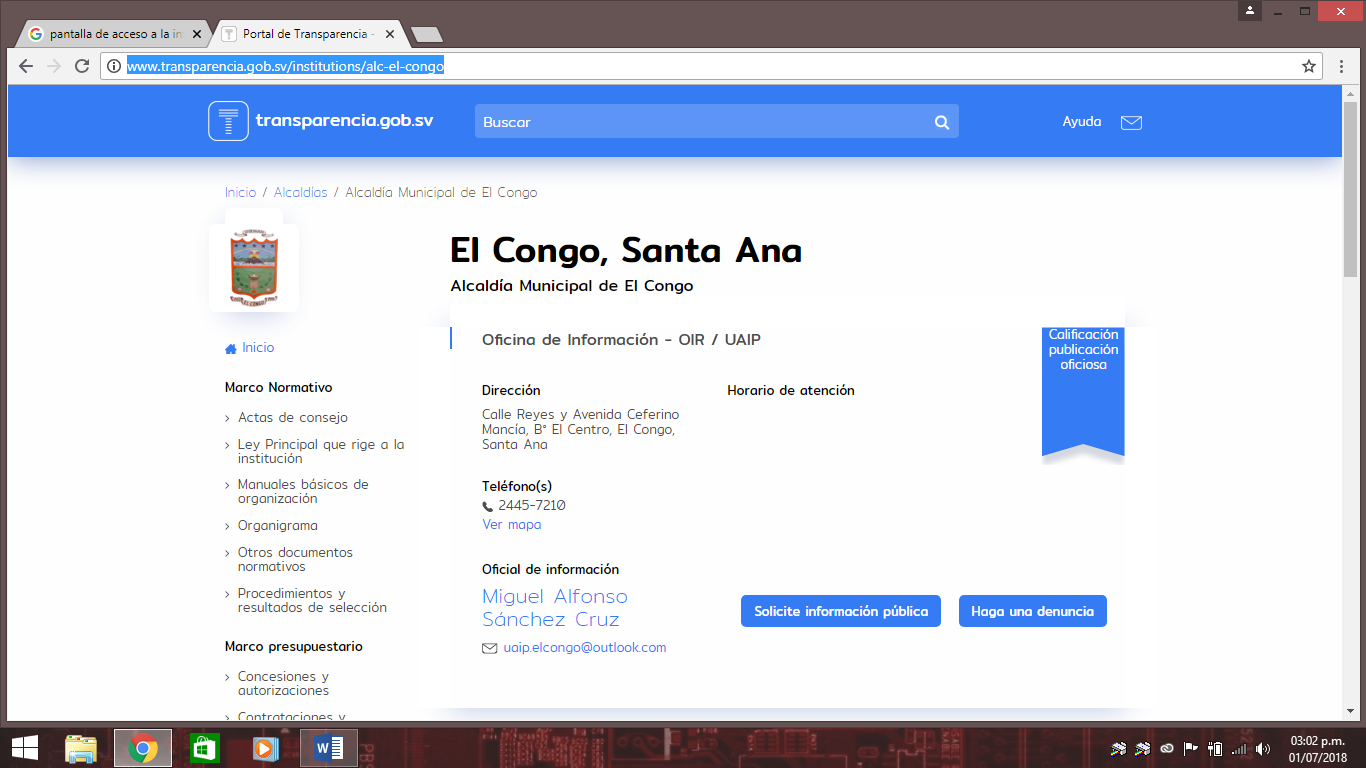 pantalla de acceso a la in
Portal de Transparencia -
www.transparencia.gob.sv/institutions/alc-el-congo
T transparencia.gob.sv
Buscar
Ayuda
Inicio / Alcaldías / Alcaldía Municipal de El Congo
El Congo, Santa Ana
Alcaldía Municipal de El Congo
Inicio
Marco Normativo
Actas de consejo
Ley Principal que rige a la
institución
Manuales básicos de
organización
Organigrama
Otros documentos
normativos
Procedimientos y
resultados de selección
Marco presupuestario
Concesiones y
autorizaciones
Contrataciones y
Oficina de Información - OIR / UAIP
Calificación
publicación
oficiosa
Dirección
Calle Reyes y Avenida Ceferino
Mancía, B° El Centro, El Congo,
Santa Ana
Horario de atención
Teléfono(s)
2445-7210
Ver mapa
Oficial de información
Miguel Alfonso
Sánchez Cruz
uaip.elcongo@outlook.com
Solicite información pública
Haga una denuncia
03:02 p.m.
01/07/2018